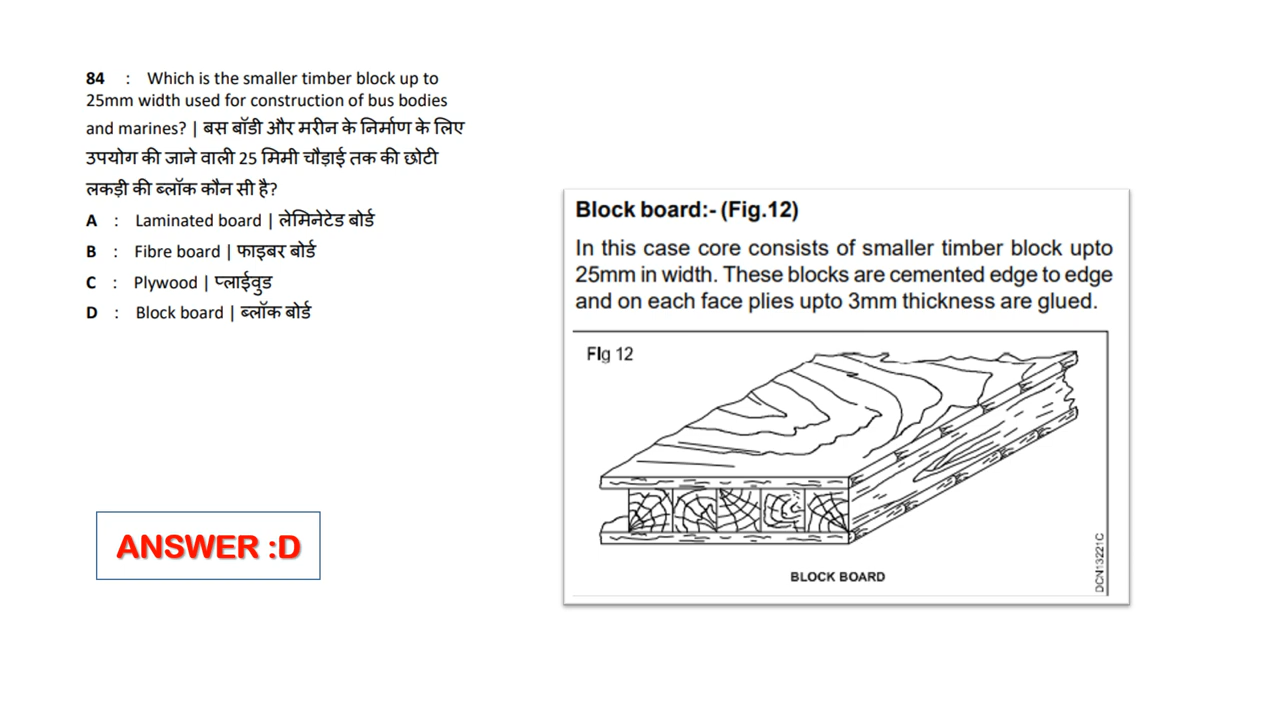 84 : Which is the smaller timber block up to
25mm width used for construction of bus bodies
and marines? | बस बॉडी और मरीन के निर्माण के लिए
उपयोग की जाने वाली 25 मिमी चौड़ाई तक की छोटी
लकड़ी की ब्लॉक कौन सी है?
A : Laminated board | लेमिनेटेड बोर्ड
B : Fibre board | फाइबर बोर्ड
C : Plywood | प्लाईवुड
D : Block board | ब्लॉक बोर्ड
ANSWER :D
Block board:- (Fig.12)
In this case core consists of smaller timber block upto
25mm in width. These blocks are cemented edge to edge
and on each face plies upto 3mm thickness are glued.
FIg 12
BLOCK BOARD
DCN13221C